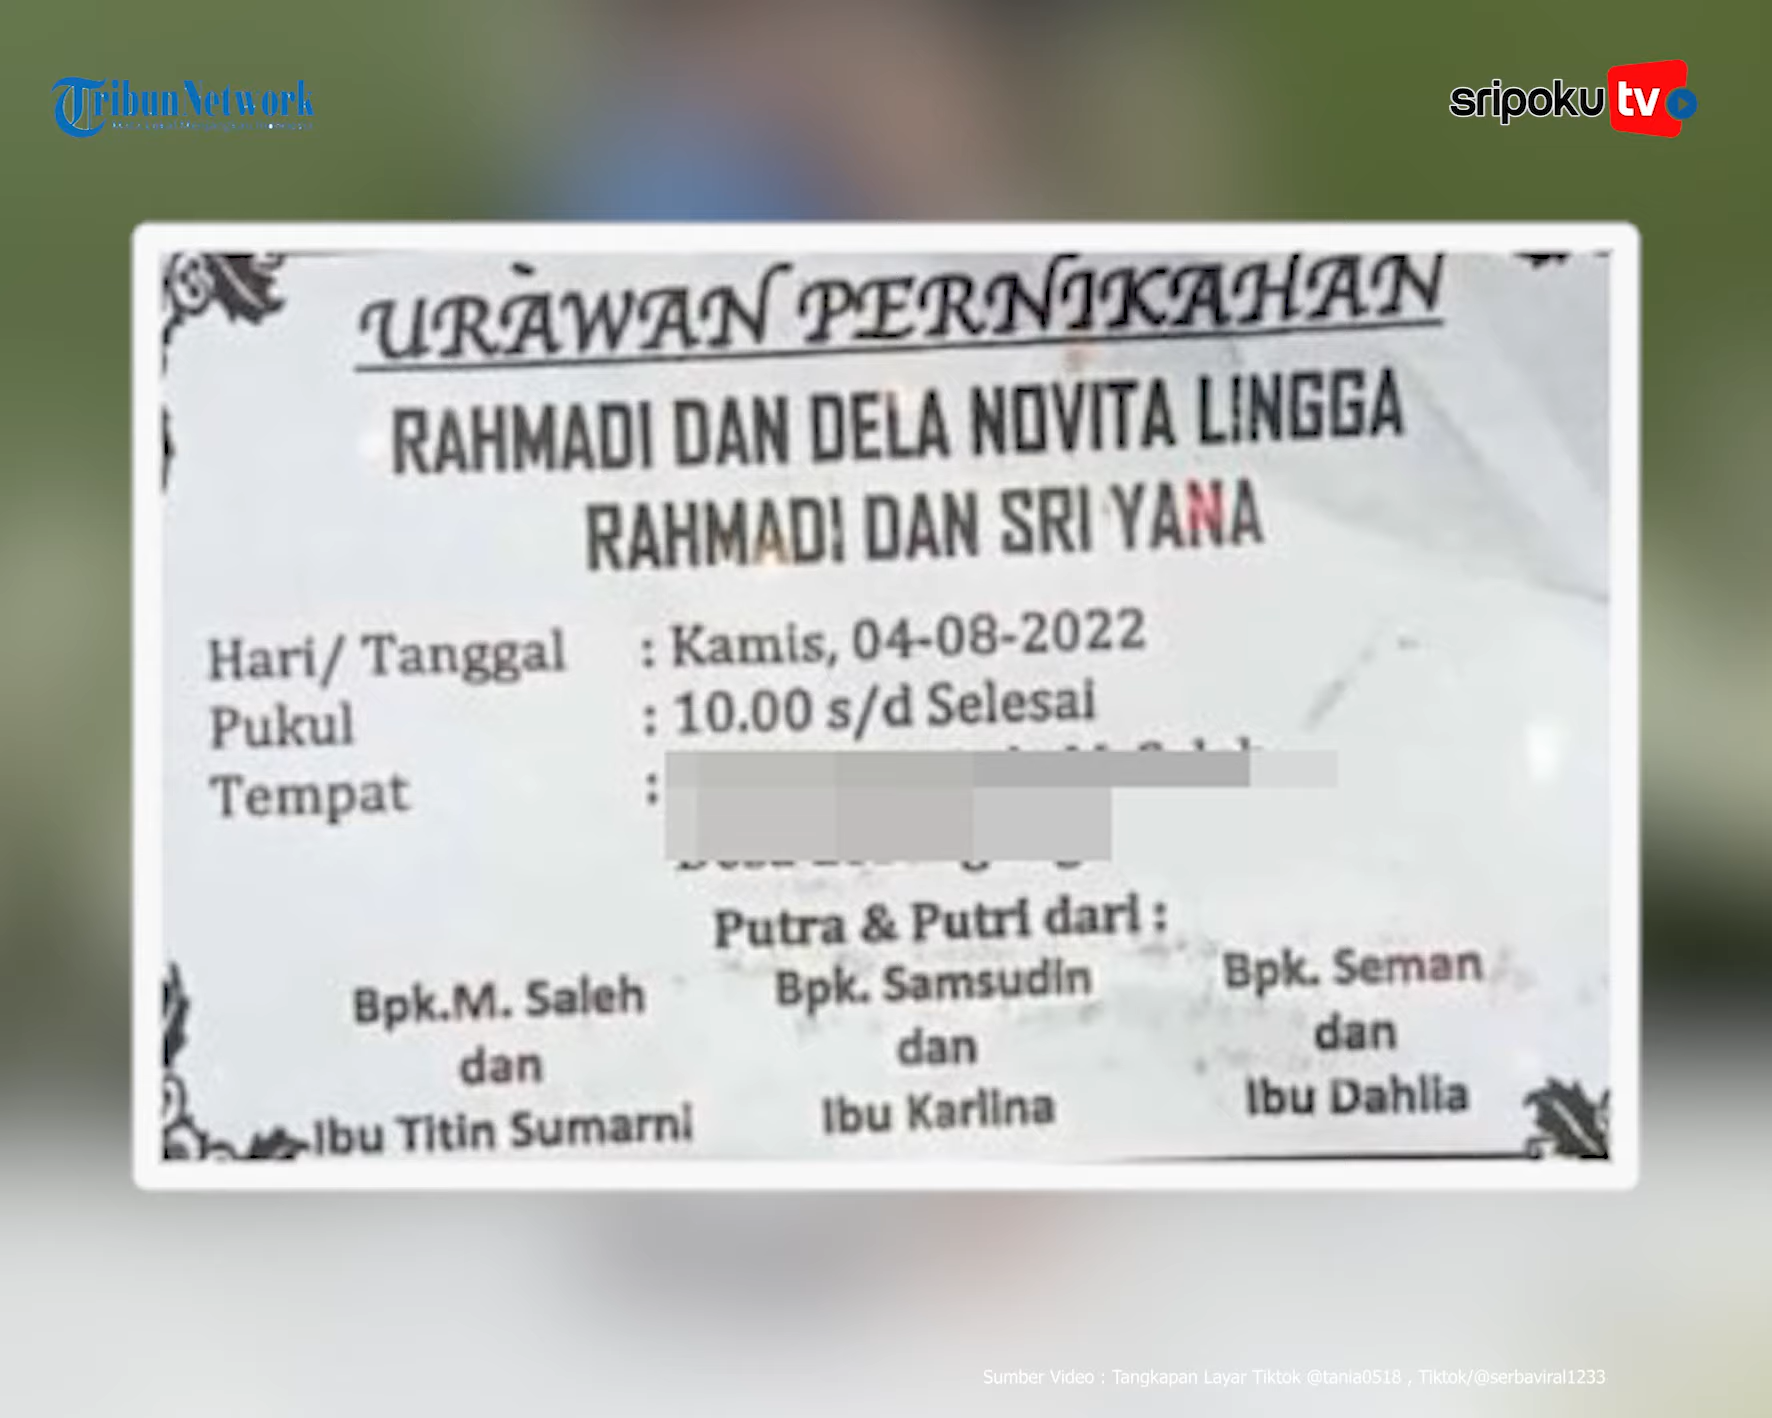 Tribun Network
sripoku tv
URAWAN PERNIKAHAN
RAHMADI DAN DELA NOVITA LINGGA
RAHMADI DAN SRI YANA
Hari/ Tanggal : Kamis, 04-08-2022
Pukul : 10.00 s/d Selesai
Tempat :
Putra & Putri dari :
Bpk.M. Saleh
dan
Ibu Titin Sumarni
Bpk. Samsudin
dan
Ibu Karlina
Bpk. Seman
dan
Ibu Dahlia
Sumber Video : Tangkapan Layar Tiktok @tania0518 , Tiktok/@serbaviral1233